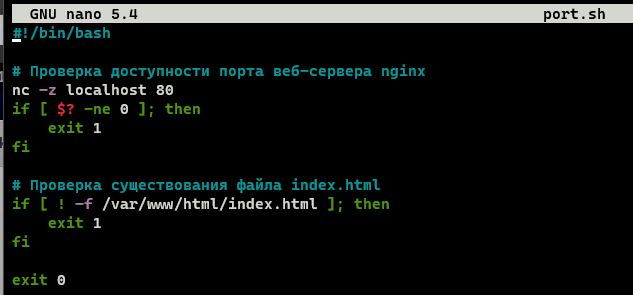 GNU nano 5.4 port.sh
#!/bin/bash
# Проверка доступности порта веб-сервера nginx
nc -z localhost 80
if [ $? -ne 0 ]; then
    exit 1
fi
# Проверка существования файла index.html
if [ ! -f /var/www/html/index.html ]; then
    exit 1
fi
exit 0